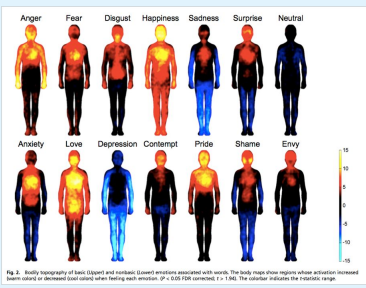 Anger Fear Disgust Happiness Sadness Surprise Neutral
Anxiety Love Depression Contempt Pride Shame Envy
15
10
5
0
-5
-10
-15
Fig. 2. Bodily topography of basic (Upper) and nonbasic (Lower) emotions associated with words. The body maps show regions whose activation increased
(warm colors) or decreased (cool colors) when feeling each emotion. (P < 0.05 FDR corrected; t > 1.94). The colorbar indicates the t-statistic range.